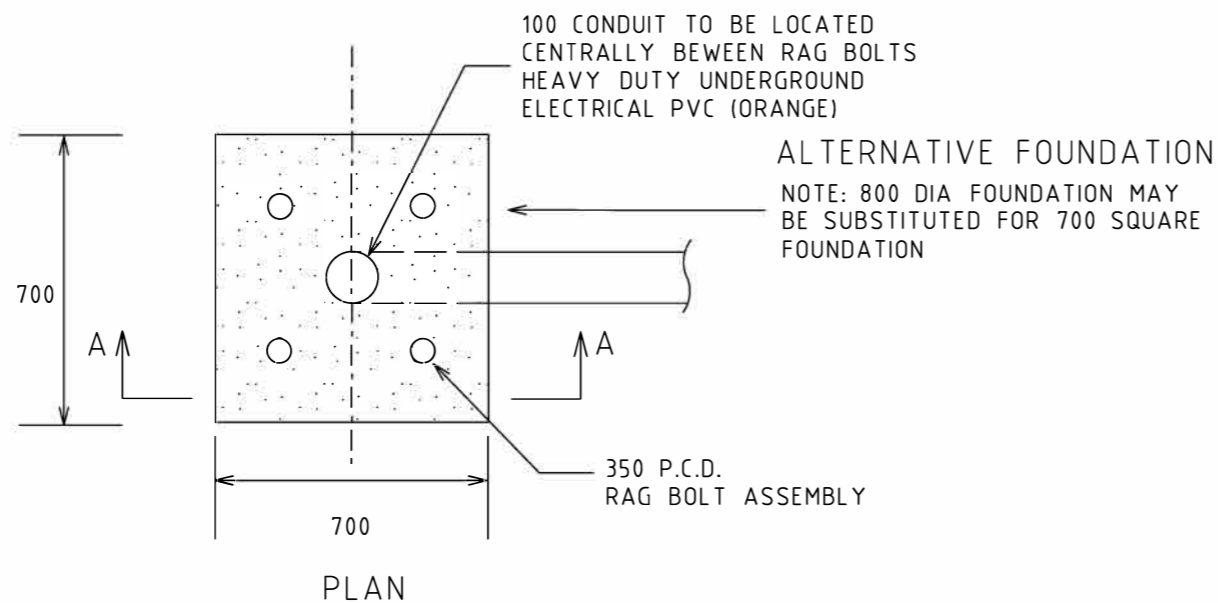 100 CONDUIT TO BE LOCATED
CENTRALLY BEWEEN RAG BOLTS
HEAVY DUTY UNDERGROUND
ELECTRICAL PVC (ORANGE)
ALTERNATIVE FOUNDATION
NOTE: 800 DIA FOUNDATION MAY
BE SUBSTITUTED FOR 700 SQUARE
FOUNDATION
700
A
A
350 P.C.D.
RAG BOLT ASSEMBLY
700
PLAN